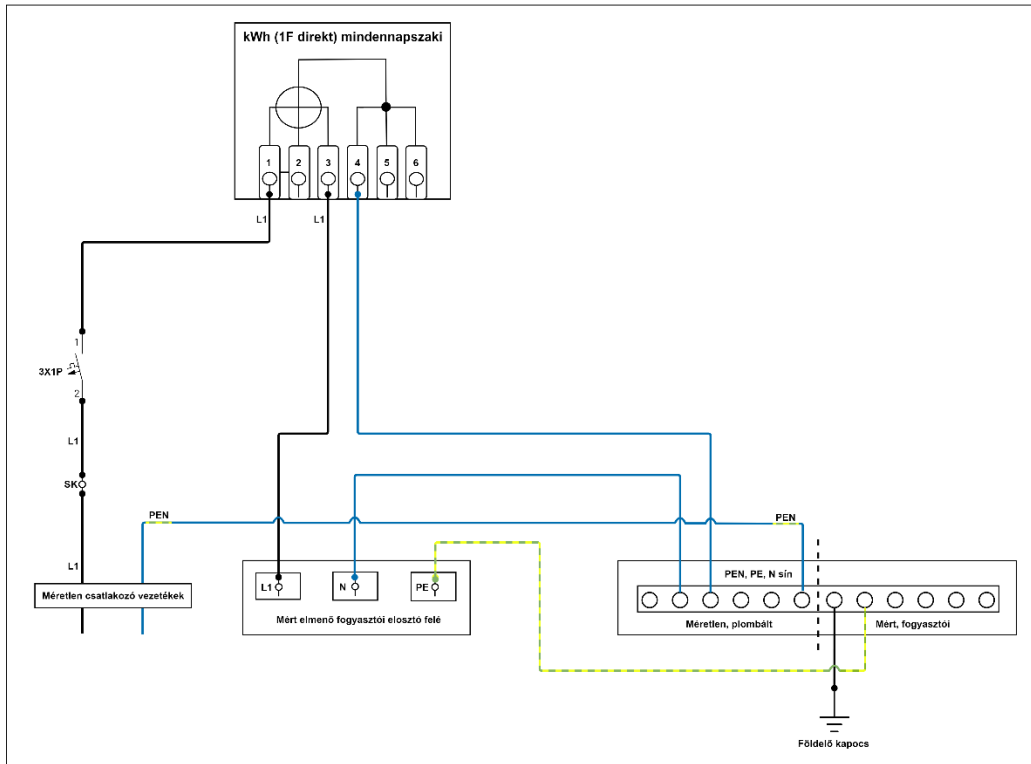 kWh (1F direkt) mindennapszaki
1 2 3 4 5 6
L1 L1
1
3X1P
2
L1
SK
PEN PEN
L1
PEN, PE, N sín
L1 N PE
Méretlen csatlakozó vezetékek
Mért elmenő fogyasztói elosztó felé
Méretlen, plombált Mért, fogyasztói
Földelő kapocs